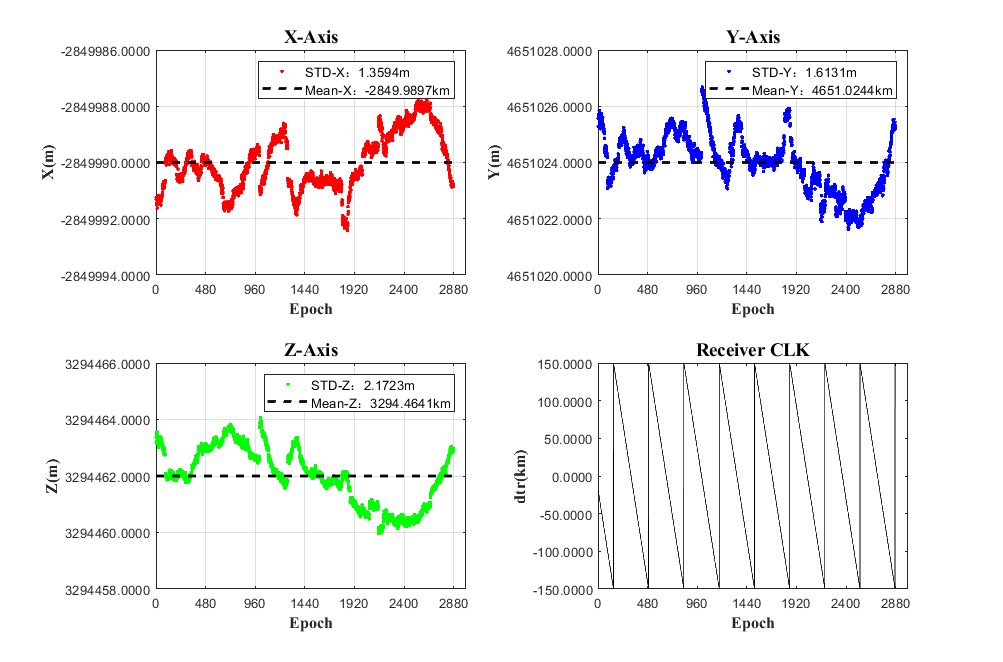 X-Axis
-2849986.0000
-2849988.0000
-2849990.0000
-2849992.0000
-2849994.0000
X(m)
STD-X：1.3594m
Mean-X：-2849.9897km
0 480 960 1440 1920 2400 2880
Epoch
Y-Axis
4651028.0000
4651026.0000
4651024.0000
4651022.0000
4651020.0000
Y(m)
STD-Y：1.6131m
Mean-Y：4651.0244km
0 480 960 1440 1920 2400 2880
Epoch
Z-Axis
3294466.0000
3294464.0000
3294462.0000
3294460.0000
3294458.0000
Z(m)
STD-Z：2.1723m
Mean-Z：3294.4641km
0 480 960 1440 1920 2400 2880
Epoch
Receiver CLK
150.0000
100.0000
50.0000
0.0000
-50.0000
-100.0000
-150.0000
dtr(km)
0 480 960 1440 1920 2400 2880
Epoch